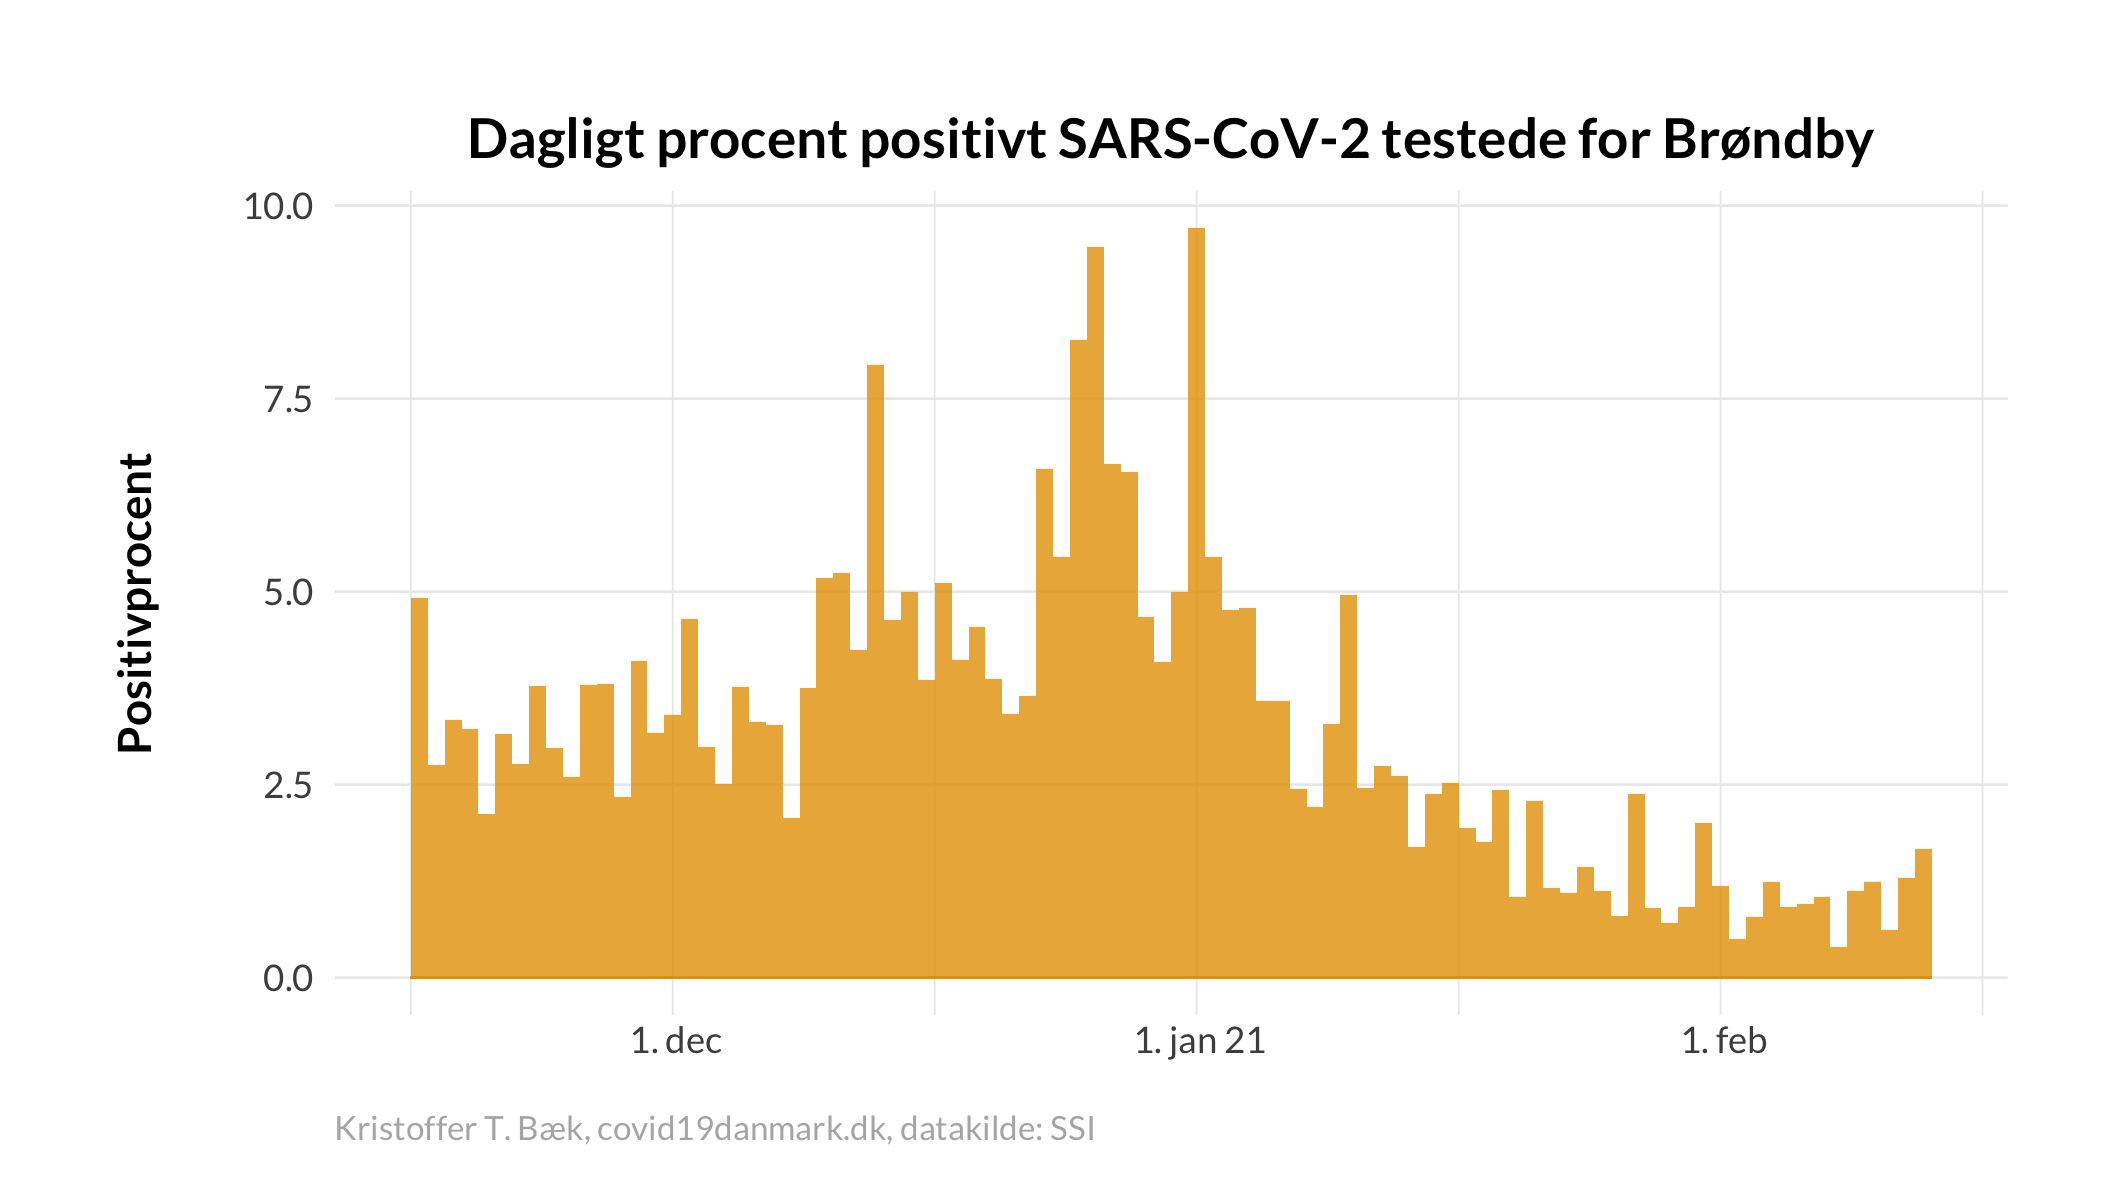 Dagligt procent positivt SARS-CoV-2 testede for Brøndby
Positivprocent
10.0
7.5
5.0
2.5
0.0
1. dec
1. jan 21
1. feb
Kristoffer T. Bæk, covid19danmark.dk, datakilde: SSI